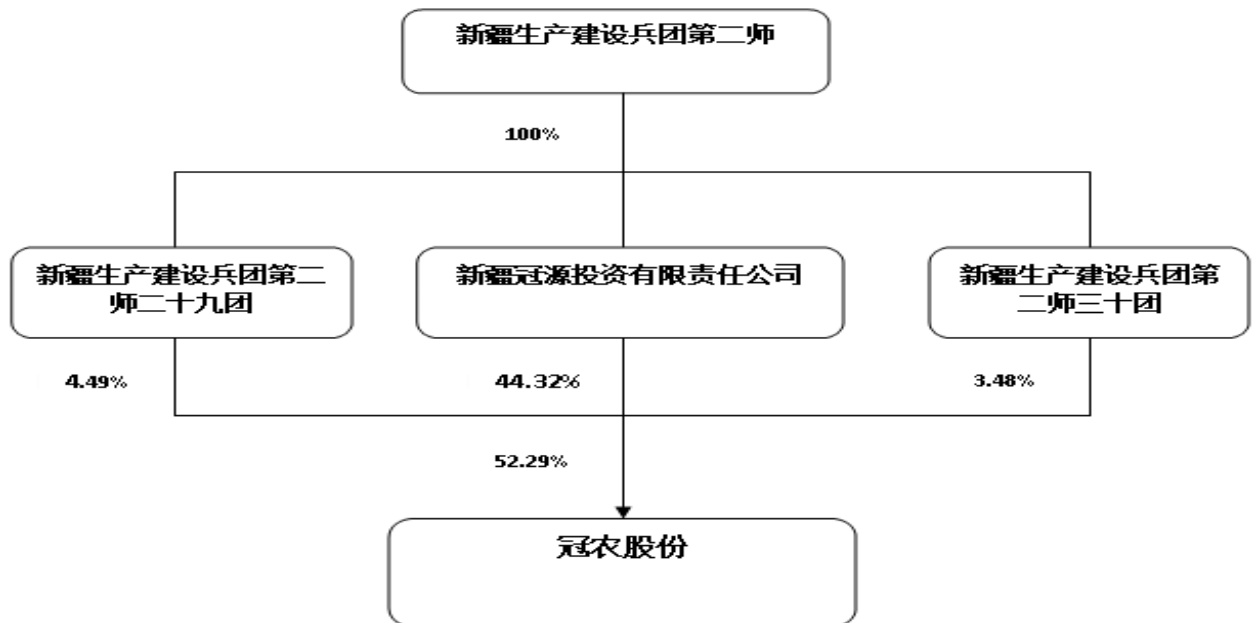 新疆生产建设兵团第二师
100%
新疆生产建设兵团第二
师二十九团
新疆冠源投资有限责任公司
新疆生产建设兵团第
二师三十团
4.49%
44.32%
3.48%
52.29%
冠农股份